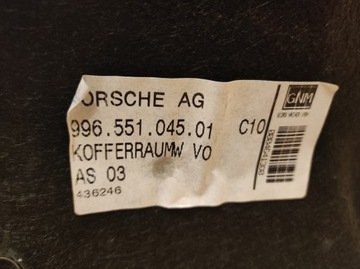 ORSCHE AG
996.551.045.01 C10
KOFFERRAUMW VO
AS 03
436246
GNM